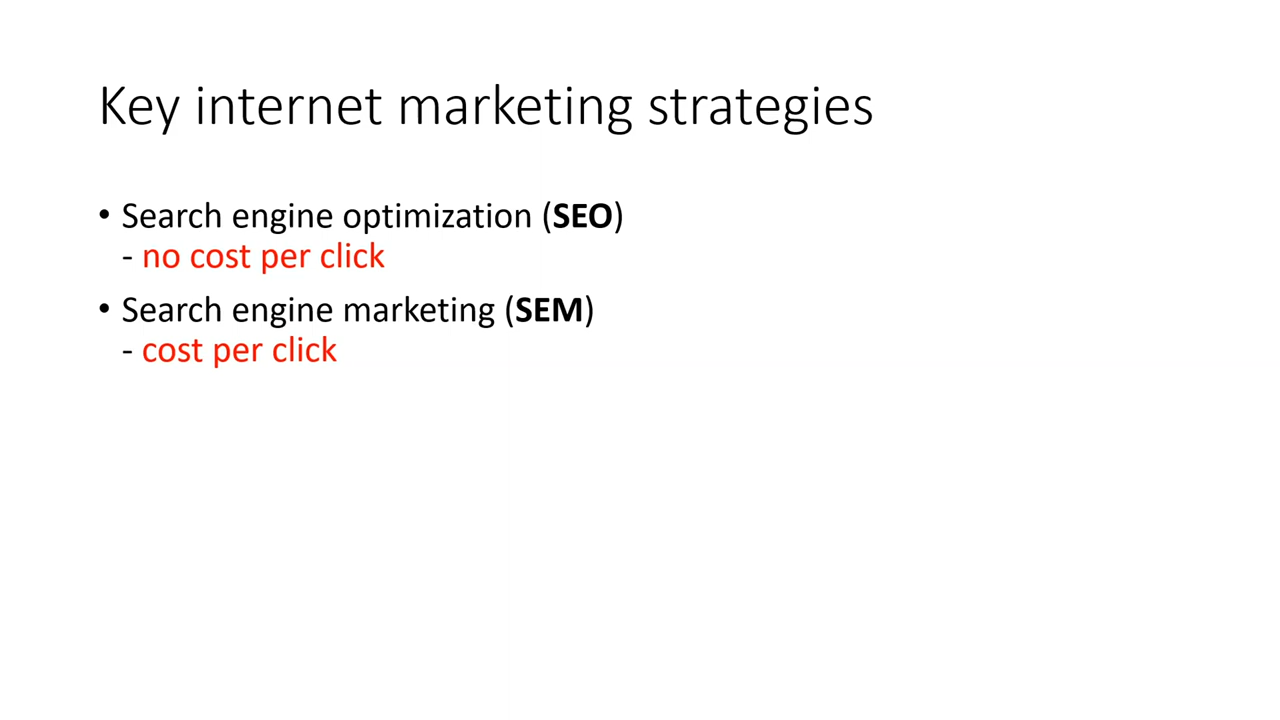 Key internet marketing strategies
• Search engine optimization (SEO)
- no cost per click
• Search engine marketing (SEM)
- cost per click